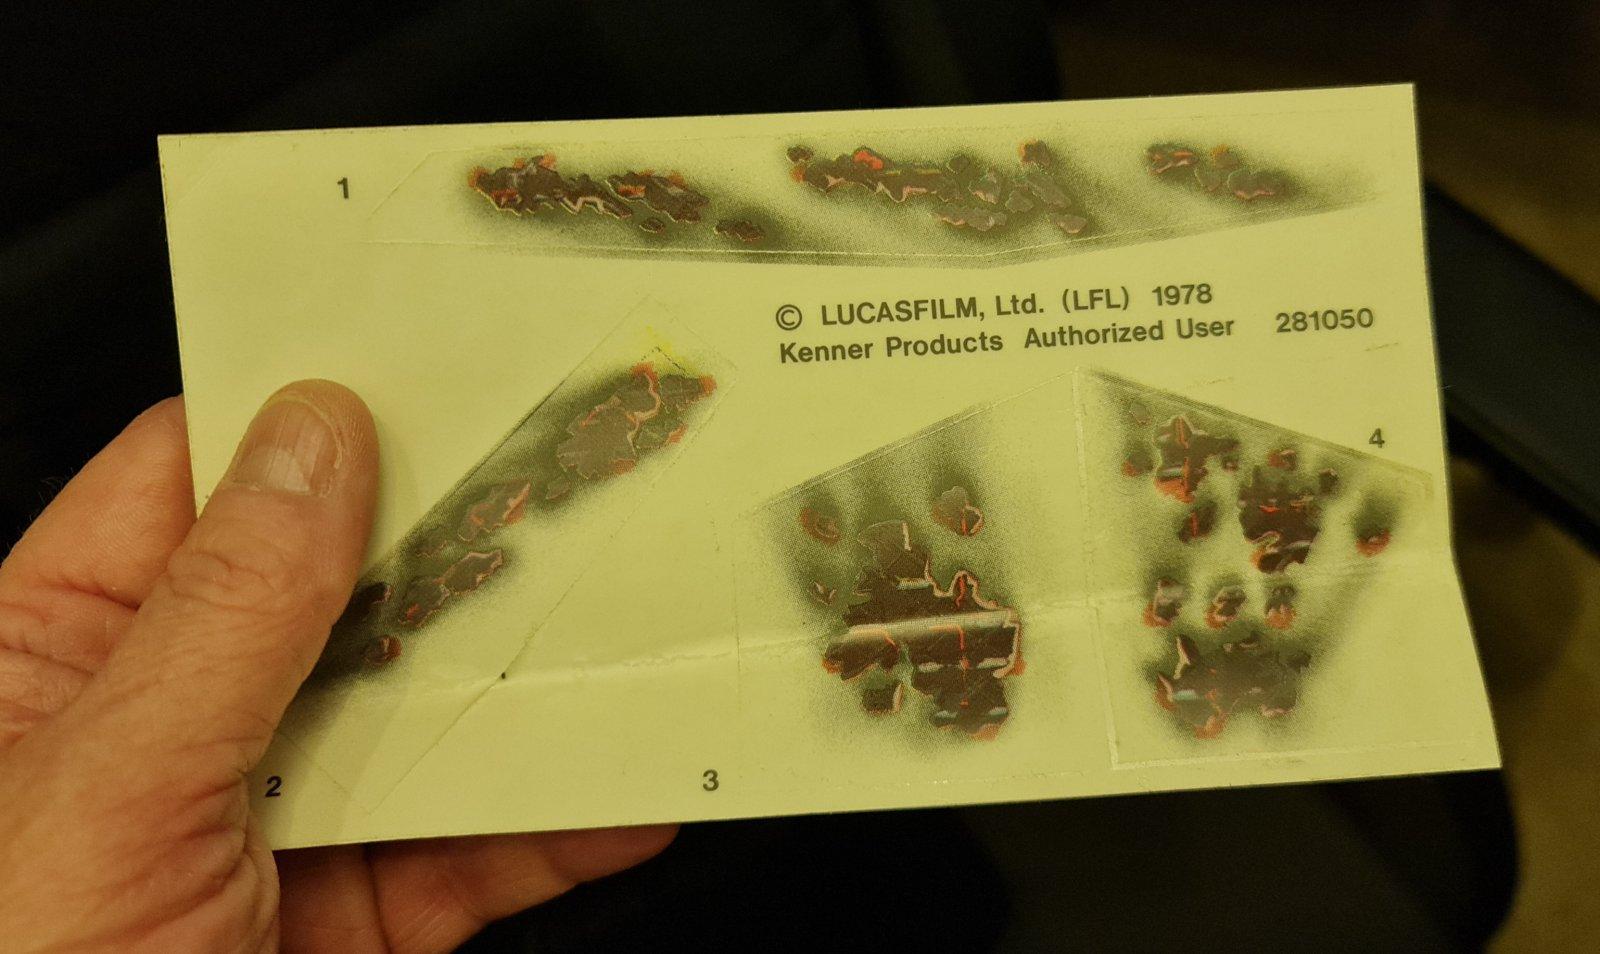 1
© LUCASFILM, Ltd. (LFL) 1978
Kenner Products Authorized User 281050
4
2
3